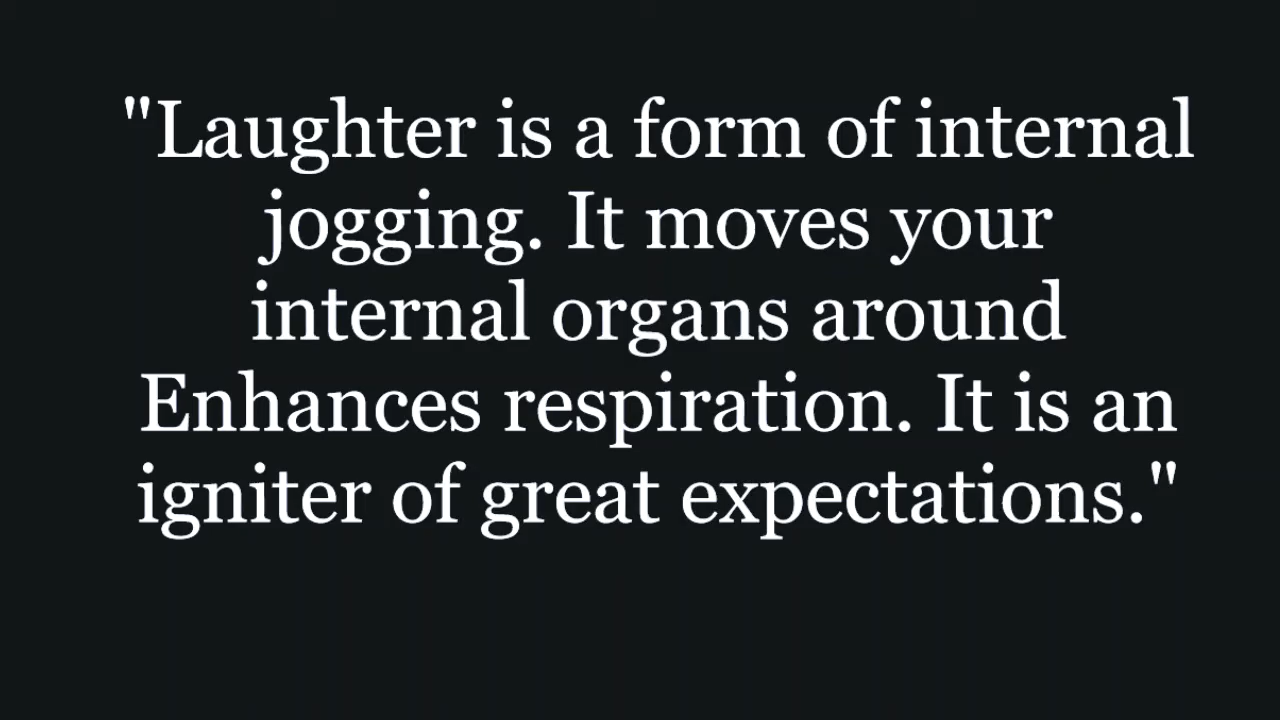 "Laughter is a form of internal
jogging. It moves your
internal organs around
Enhances respiration. It is an
igniter of great expectations."